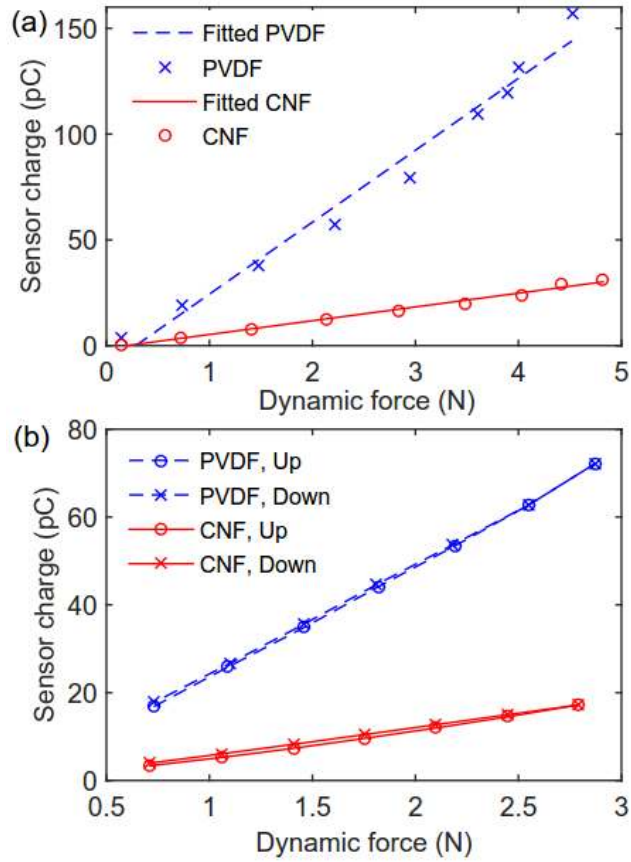 (a)
150
100
50
0
Sensor charge (pC)
Fitted PVDF
PVDF
Fitted CNF
CNF
0 1 2 3 4 5
Dynamic force (N)
(b)
80
60
40
20
0
Sensor charge (pC)
PVDF, Up
PVDF, Down
CNF, Up
CNF, Down
0.5 1 1.5 2 2.5 3
Dynamic force (N)